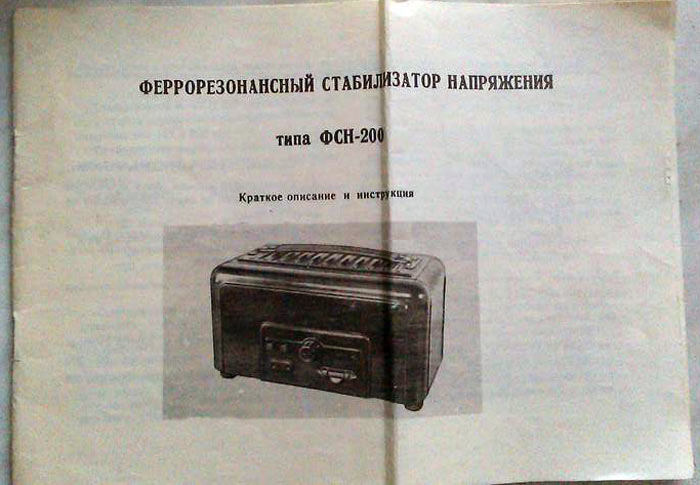 ФЕРРОРЕЗОНАНСНЫЙ СТАБИЛИЗАТОР НАПРЯЖЕНИЯ
типа ФСН-200
Краткое описание и инструкция